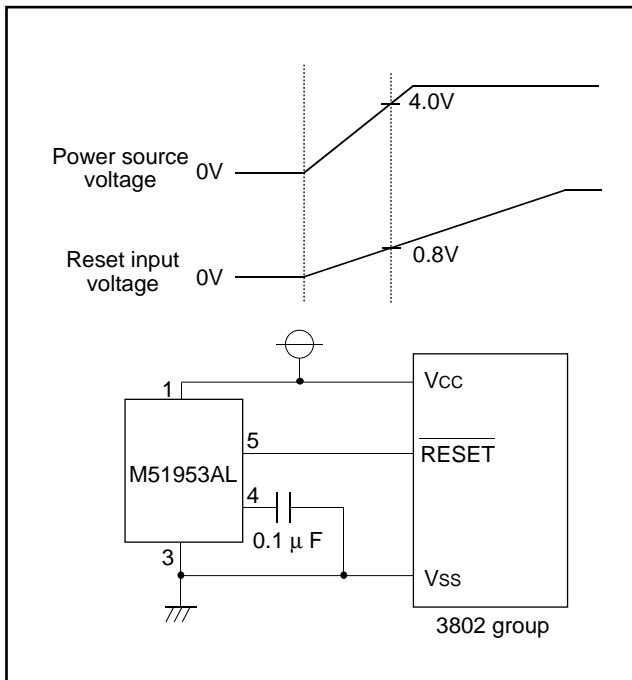 4.0V
Power source
voltage
0V
0.8V
Reset input
voltage
0V
1
VCC
5
RESET
M51953AL
4
0.1 μ F
3
VSS
3802 group